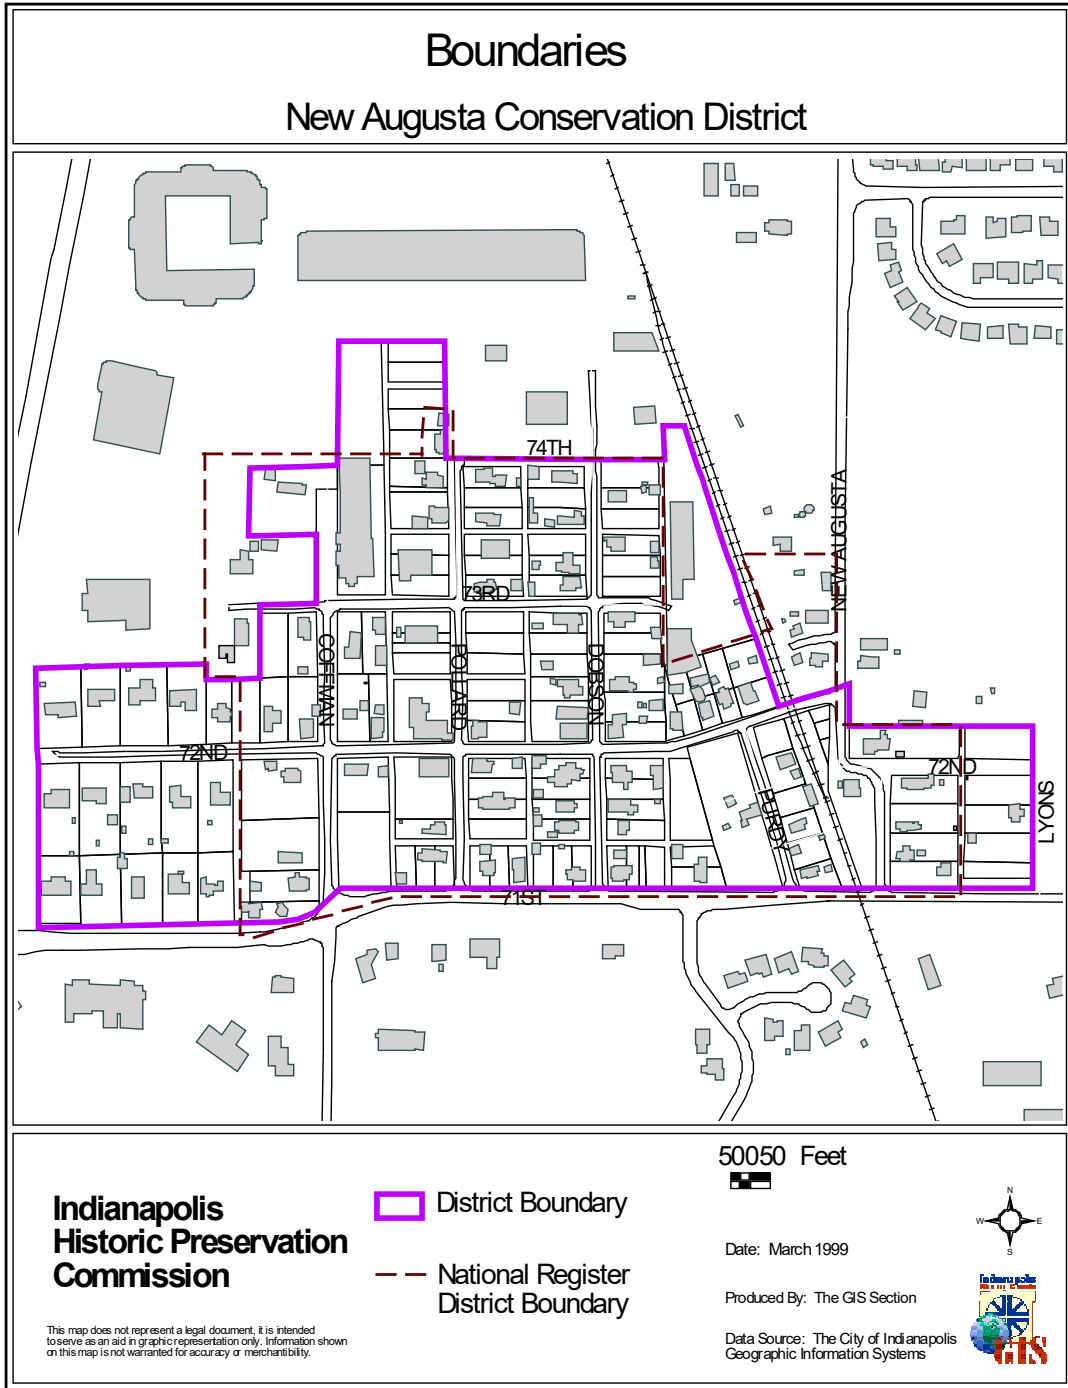 Boundaries
New Augusta Conservation District
74TH
NEW AUGUSTA
73RD
COFFMAN
POLLARD
DOBSON
72ND
72ND
PURDY
LYONS
71ST
50050 Feet
Indianapolis
Historic Preservation
Commission
District Boundary
National Register
District Boundary
This map does not represent a legal document, it is intended
to serve as an aid in graphic representation only. Information shown
on this map is not warranted for accuracy or merchantibility.
Date: March 1999
Produced By: The GIS Section
Data Source: The City of Indianapolis
Geographic Information Systems
N
W
E
S
Indianapolis
GIS